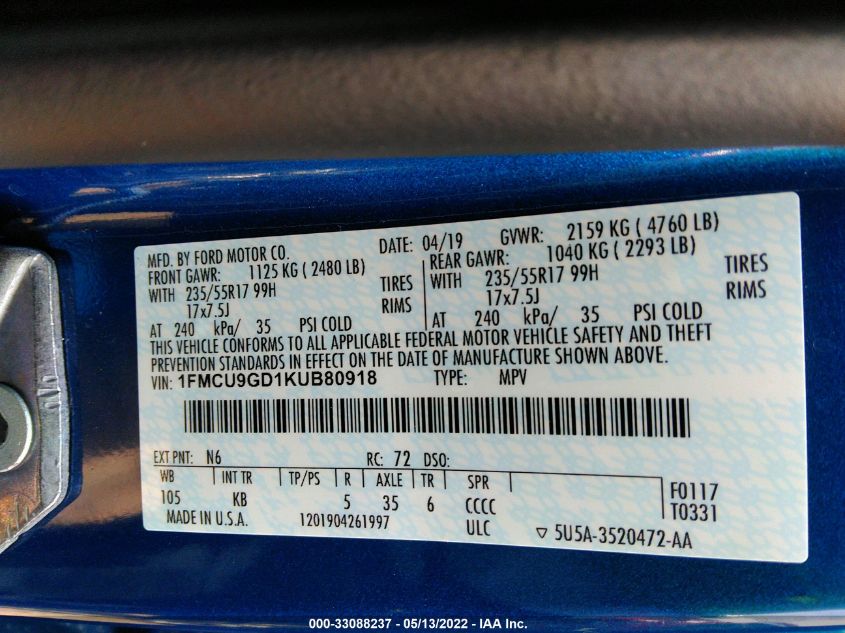 MFD. BY FORD MOTOR CO. DATE: 04/19 GVWR: 2159 KG ( 4760 LB)
FRONT GAWR: 1125 KG ( 2480 LB) REAR GAWR: 1040 KG ( 2293 LB)
WITH 235/55R17 99H TIRES WITH 235/55R17 99H TIRES
17x7.5J RIMS 17x7.5J RIMS
AT 240 kPa/ 35 PSI COLD AT 240 kPa/ 35 PSI COLD
THIS VEHICLE CONFORMS TO ALL APPLICABLE FEDERAL MOTOR VEHICLE SAFETY AND THEFT
PREVENTION STANDARDS IN EFFECT ON THE DATE OF MANUFACTURE SHOWN ABOVE.
VIN: 1FMCU9GD1KUB80918 TYPE: MPV
EXT PNT: N6 RC: 72 DSO:
WB INT TR TP/PS R AXLE TR SPR
105 KB 5 35 6 CCCC
F0117
T0331
MADE IN U.S.A. 1201904261997 ULC 5U5A-3520472-AA
000-33088237 - 05/13/2022 - IAA Inc.